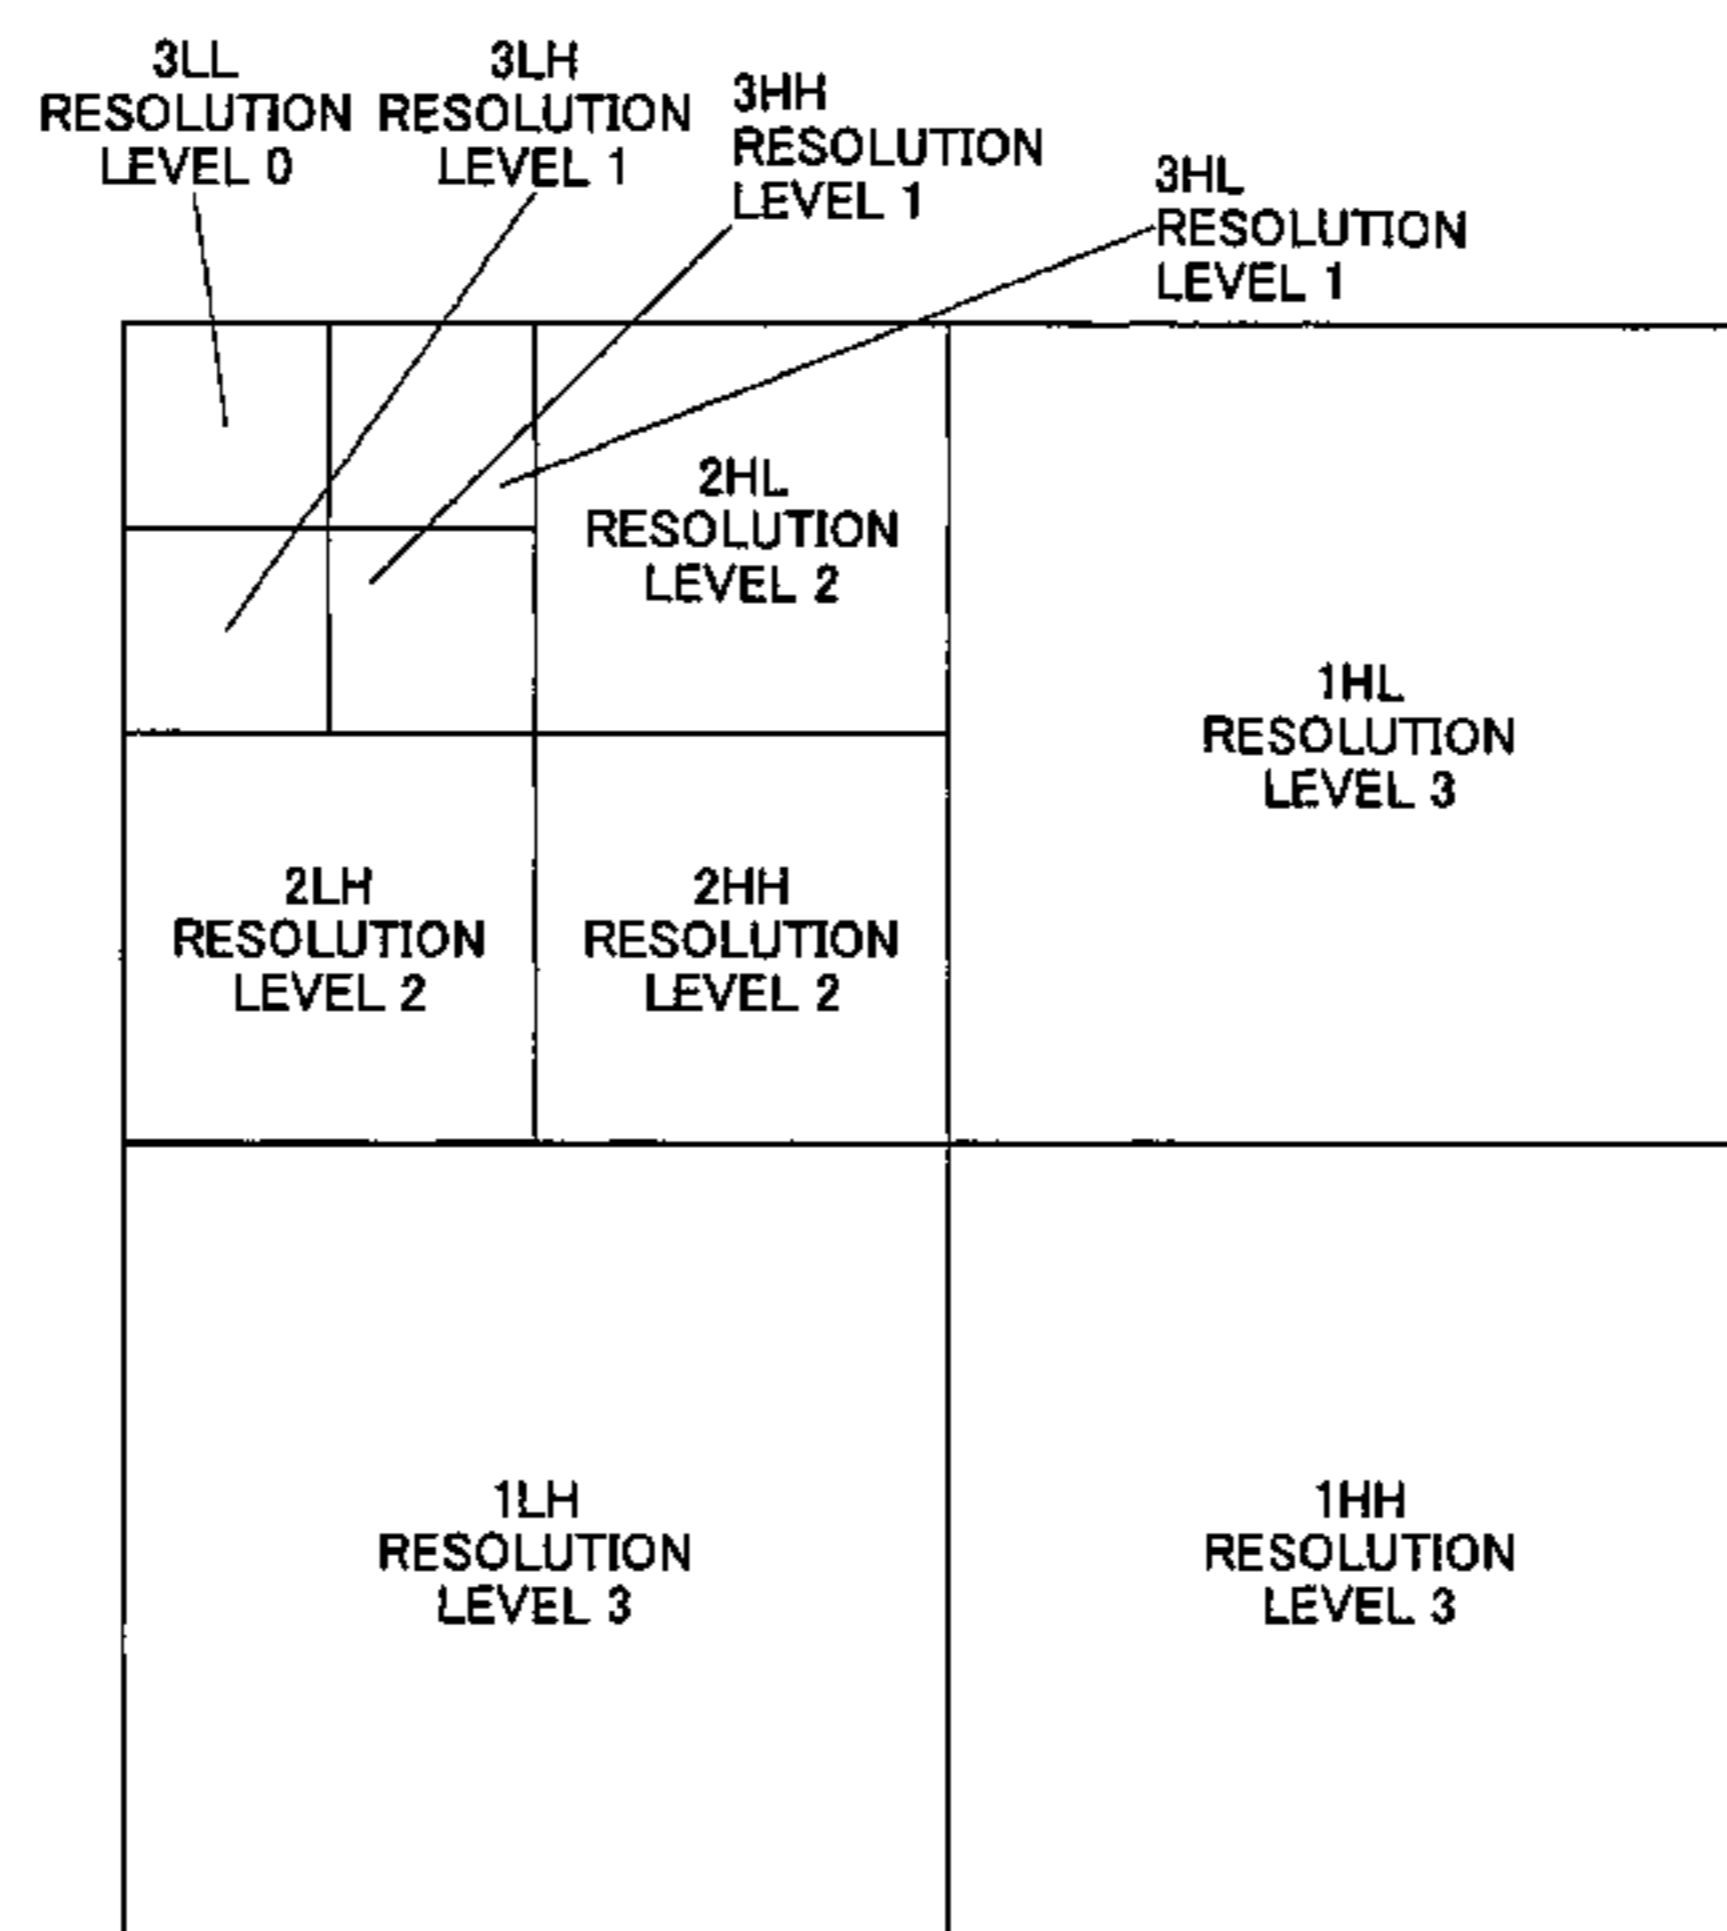 3LL
RESOLUTION
LEVEL 0
3LH
RESOLUTION
LEVEL 1
3HH
RESOLUTION
LEVEL 1
3HL
RESOLUTION
LEVEL 1
2HL
RESOLUTION
LEVEL 2
1HL
RESOLUTION
LEVEL 3
2LH
RESOLUTION
LEVEL 2
2HH
RESOLUTION
LEVEL 2
1LH
RESOLUTION
LEVEL 3
1HH
RESOLUTION
LEVEL 3